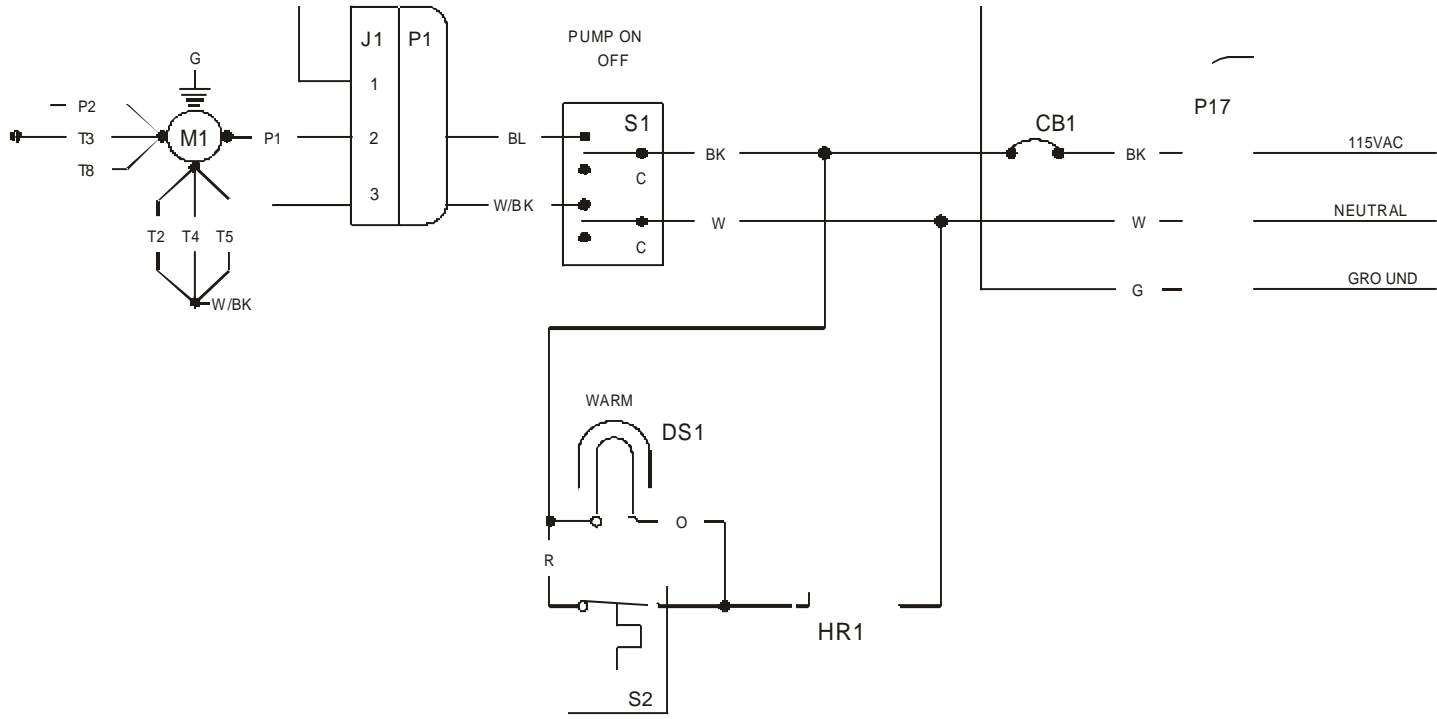 PUMP ON
OFF
J1 P1
G
1
P2
P17
S1
CB1
T3 M1 P1 2 BL
115VAC
BK BK
T8
C
3
W/BK
NEUTRAL
W W
T2 T4 T5
C
GRO UND
G
W/BK
WARM
DS1
O
R
HR1
S2